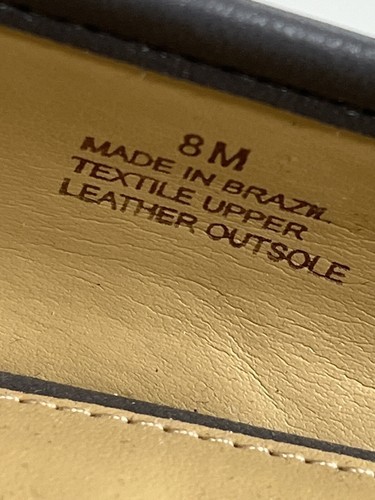 8M
MADE IN BRAZIL
TEXTILE UPPER
LEATHER OUTSOLE